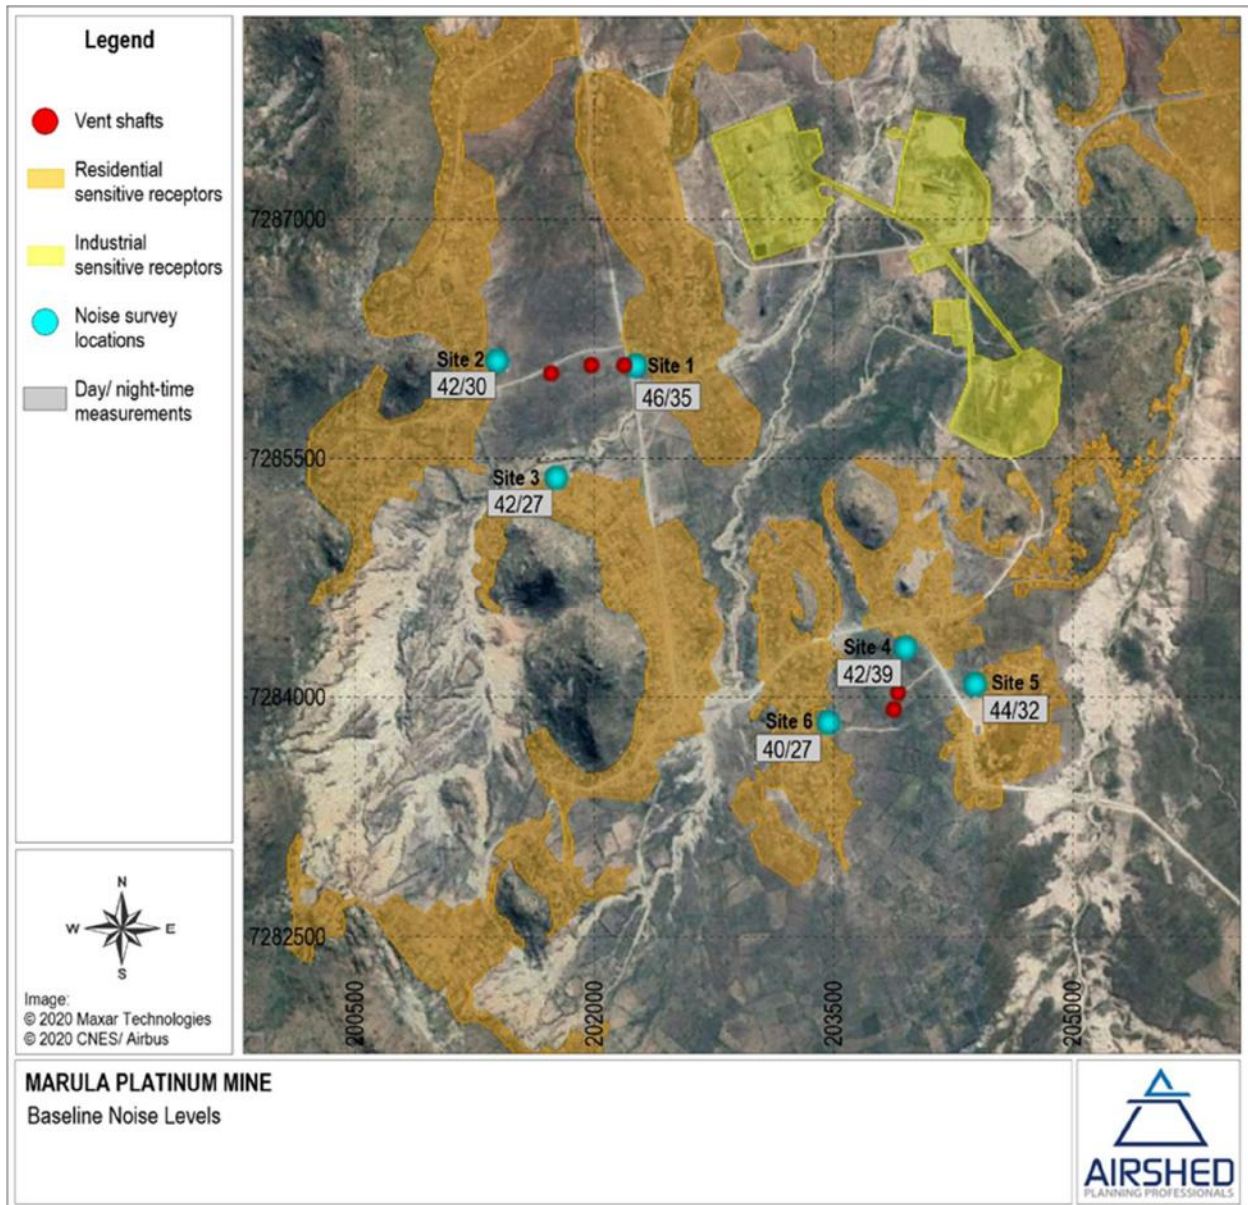 Legend
Vent shafts
Residential
sensitive receptors
Industrial
sensitive receptors
Noise survey
locations
Day/ night-time
measurements
N
W E
S
Image:
© 2020 Maxar Technologies
© 2020 CNES/ Airbus
7287000
7285500
7284000
7282500
200500
202000
203500
205000
Site 2
42/30
Site 1
46/35
Site 3
42/27
Site 4
42/39
Site 5
44/32
Site 6
40/27
MARULA PLATINUM MINE
Baseline Noise Levels
AIRSHED
PLANNING PROFESSIONALS